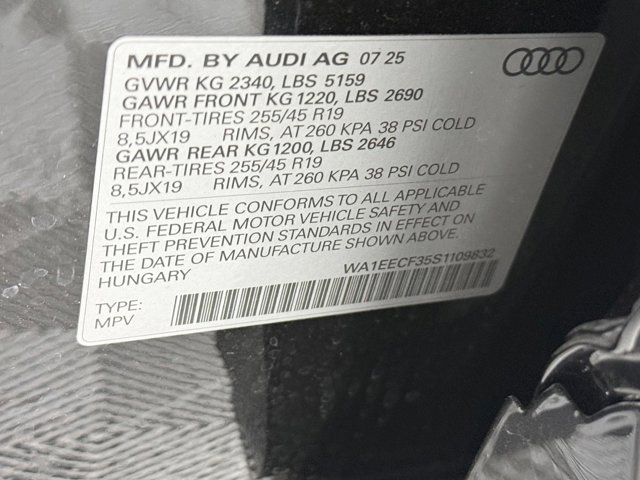 MFD. BY AUDI AG 07 25
GVWR KG 2340, LBS 5159
GAWR FRONT KG 1220, LBS 2690
FRONT-TIRES 255/45 R19
8,5JX19 RIMS, AT 260 KPA 38 PSI COLD
GAWR REAR KG 1200, LBS 2646
REAR-TIRES 255/45 R19
8,5JX19 RIMS, AT 260 KPA 38 PSI COLD
THIS VEHICLE CONFORMS TO ALL APPLICABLE
U.S. FEDERAL MOTOR VEHICLE SAFETY AND
THEFT PREVENTION STANDARDS IN EFFECT ON
THE DATE OF MANUFACTURE SHOWN ABOVE.
HUNGARY
WA1EECF35S1109832
TYPE:
MPV